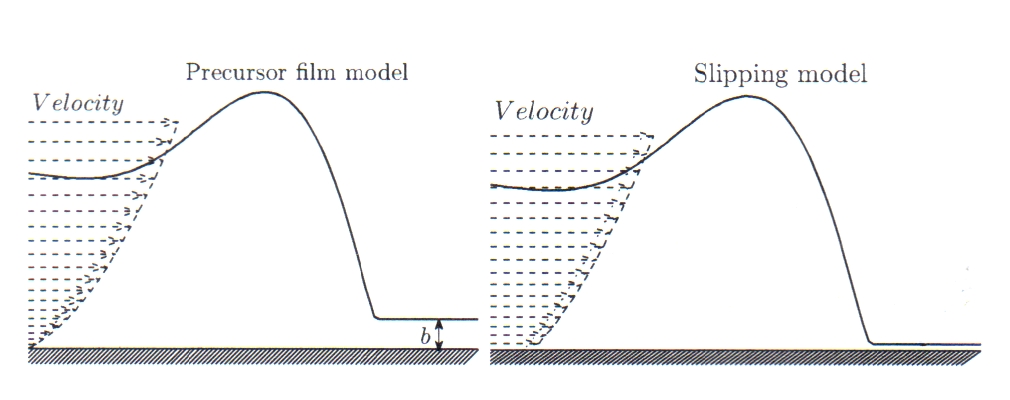 Precursor film model
Velocity
b
Slipping model
Velocity